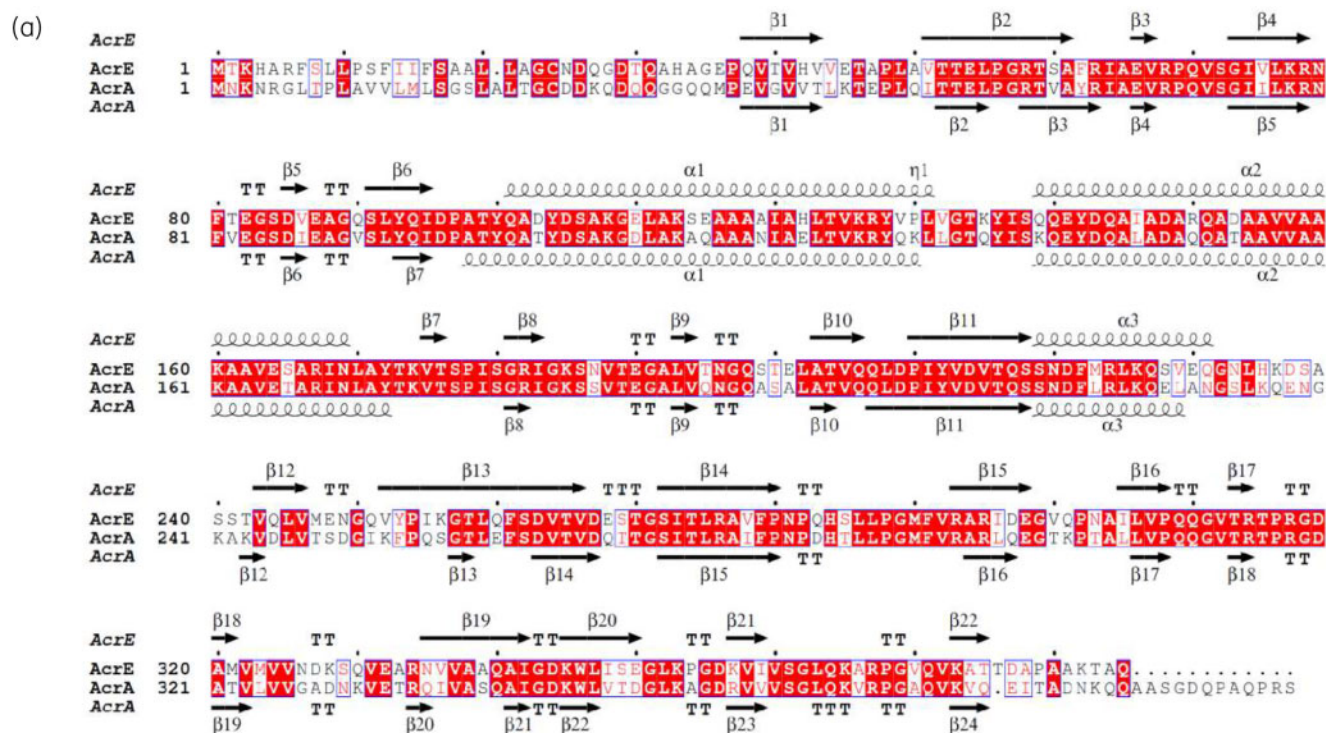 (a)
β1 β2 β3 β4
AcrE
AcrE 1 MTKHARFSLLPSFIIFSAAL.LAGCNDQGDTQAHAGEPQVTVHVVETAPLAVTTELPGRTSAFRIAEVRPQVSGIVLKRN
AcrA 1 MNKNRGLTPLAVVLMLSGSLALTGCDDKQDQQGGQQMPEVGVVTLKTEPLQITTELPGRTVAYRIAEVRPQVSGIILKRN
AcrA
β1 β2 β3 β4 β5
β5 β6 α1 η1 α2
AcrE TT TT
AcrE 80 FTEGSDVEAGQSLYQIDPATYQADYDSAKGELAKSEAAAAIAHLTVKRYVPLVGTKYISQQEYDQAIADARQADAAVVAA
AcrA 81 FVEGSDIEAGVSLYQIDPATYQATYDSAKGDLAKAQAAANIAELTVKRYQKLLGTQYISKQEYDQALADAQQATAAVVAA
AcrA TT TT
β6 β7 α1 α2
β7 β8 β9 β10 β11 α3
AcrE TT TT
AcrE 160 KAAVESARINLAYTKVTSPISGRIGKSNVTEGALVTNGQSTELATVQQLDPIYVDVTQSSNDFMRLKQSVEQGNLHKDSA
AcrA 161 KAAVETARINLAYTKVTSPISGRIGKSSVTEGALVQNGQASALATVQQLDPIYVDVTQSSNDFLRLKQELANGSLKQENG
AcrA TT TT
β8 β9 β10 β11 α3
β12 β13 β14 β15 β16 β17
AcrE TT TTT TT TT TT
AcrE 240 SSTVQLVMENGQVYPIKGTLQFSDVTVDESTGSITLRAVFPNPQHSLLPGMFVRARIDEGVQPNAILVPQQGVTRTPRGD
AcrA 241 KAKVDLVTSDGIKFPQSGTLEFSDVTVDQTTGSITLRAIFPNPDHTLLPGMFVRARLQEGTKPTALLVPQQGVTRTPRGD
AcrA TT TT
β12 β13 β14 β15 β16 β17 β18
β18 β19 β20 β21 β22
AcrE TT TT TT TT
AcrE 320 AMVMVVNDKSQVEARNVVAAQAIGDKWLISEGLKPGDKVIVSGLQKARPGVQVKATTDAPAAKTAQ............
AcrA 321 ATVLVVGADNKVETRQIVASQAIGDKWLVIDGLKAGDRVVVSGLQKVRPGAQVKVQ.EITADNKQQAASGDQPAQPRS
AcrA TT TT TT TTT TT
β19 β20 β21 β22 β23 β24